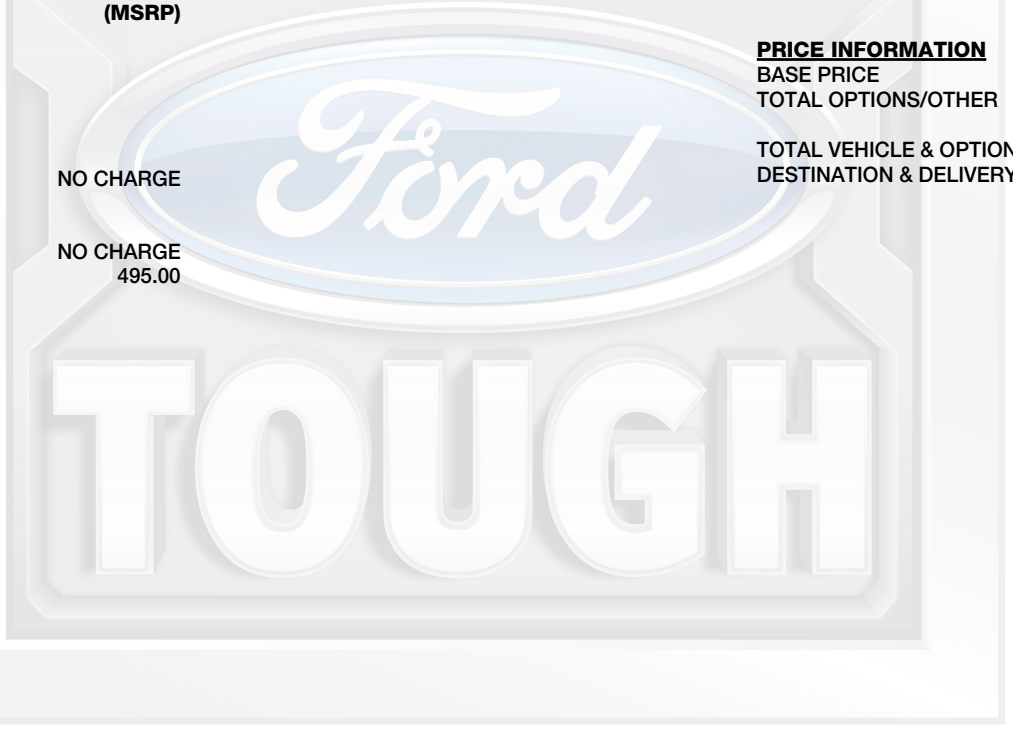 (MSRP)
PRICE INFORMATION
BASE PRICE
TOTAL OPTIONS/OTHER
TOTAL VEHICLE & OPTION
DESTINATION & DELIVERY
NO CHARGE
NO CHARGE
495.00
Ford
TOUGH